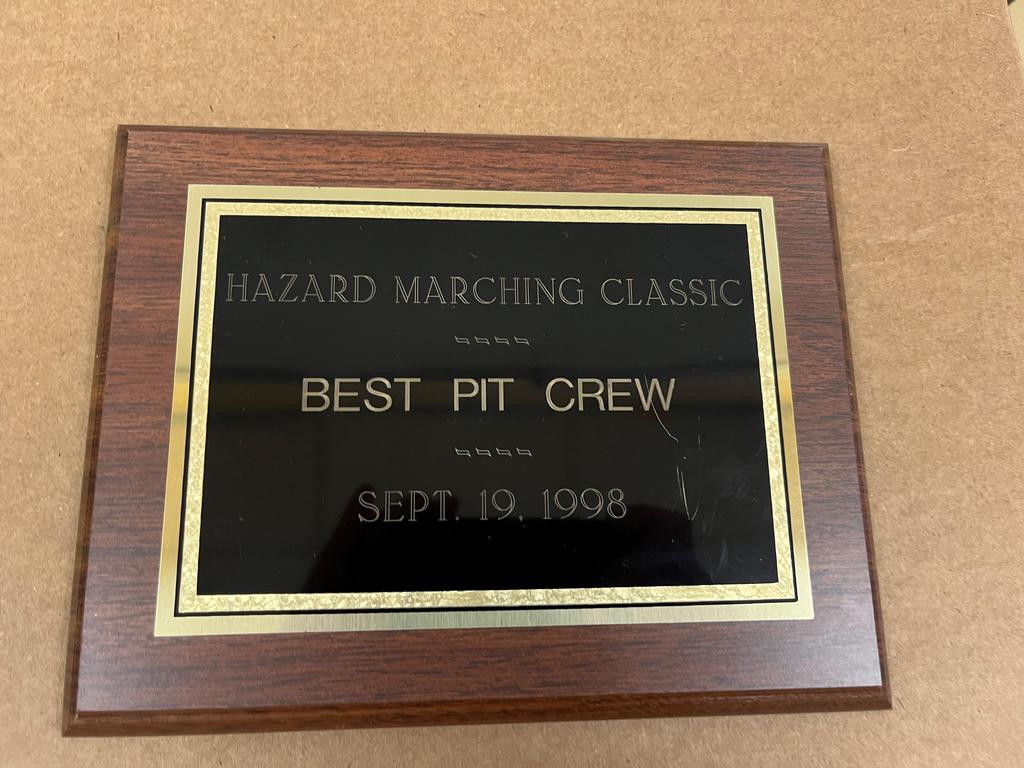 HAZARD MARCHING CLASSIC
BEST PIT CREW
SEPT. 19, 1998